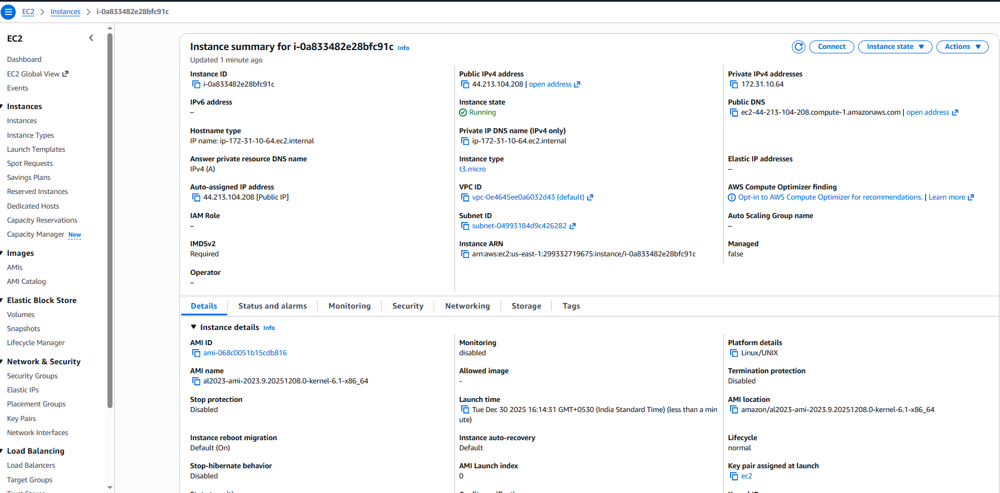 EC2 > Instances > i-0a833482e28bfc91c
EC2
Dashboard
EC2 Global View
Events
Instances
Instances
Instance Types
Launch Templates
Spot Requests
Savings Plans
Reserved Instances
Dedicated Hosts
Capacity Reservations
Capacity Manager New
Images
AMIs
AMI Catalog
Elastic Block Store
Volumes
Snapshots
Lifecycle Manager
Network & Security
Security Groups
Elastic IPs
Placement Groups
Key Pairs
Network Interfaces
Load Balancing
Load Balancers
Target Groups
Instance summary for i-0a833482e28bfc91c Info
Updated 1 minute ago
Connect
Instance state
Actions
Instance ID
i-0a833482e28bfc91c
IPv6 address
–
Hostname type
IP name: ip-172-31-10-64.ec2.internal
Answer private resource DNS name
IPv4 (A)
Auto-assigned IP address
44.213.104.208 [Public IP]
IAM Role
–
IMDSv2
Required
Operator
–
Public IPv4 address
44.213.104.208 | open address
Instance state
Running
Private IP DNS name (IPv4 only)
ip-172-31-10-64.ec2.internal
Instance type
t3.micro
VPC ID
vpc-0e4645ee0a6032d43 (default)
Subnet ID
subnet-04993184d9c426282
Instance ARN
arn:aws:ec2:us-east-1:299332719675:instance/i-0a833482e28bfc91c
Private IPv4 addresses
172.31.10.64
Public DNS
ec2-44-213-104-208.compute-1.amazonaws.com | open address
Elastic IP addresses
–
AWS Compute Optimizer finding
Opt-in to AWS Compute Optimizer for recommendations. | Learn more
Auto Scaling Group name
–
Managed
false
Details
Status and alarms
Monitoring
Security
Networking
Storage
Tags
Instance details Info
AMI ID
ami-068c0051b15cdb816
AMI name
al2023-ami-2023.9.20251208.0-kernel-6.1-x86_64
Stop protection
Disabled
Instance reboot migration
Default (On)
Stop-hibernate behavior
Disabled
Monitoring
disabled
Allowed image
-
Launch time
Tue Dec 30 2025 16:14:31 GMT+0530 (India Standard Time) (less than a min
ute)
Instance auto-recovery
Default
AMI Launch index
0
Platform details
Linux/UNIX
Termination protection
Disabled
AMI location
amazon/al2023-ami-2023.9.20251208.0-kernel-6.1-x86_64
Lifecycle
normal
Key pair assigned at launch
ec2